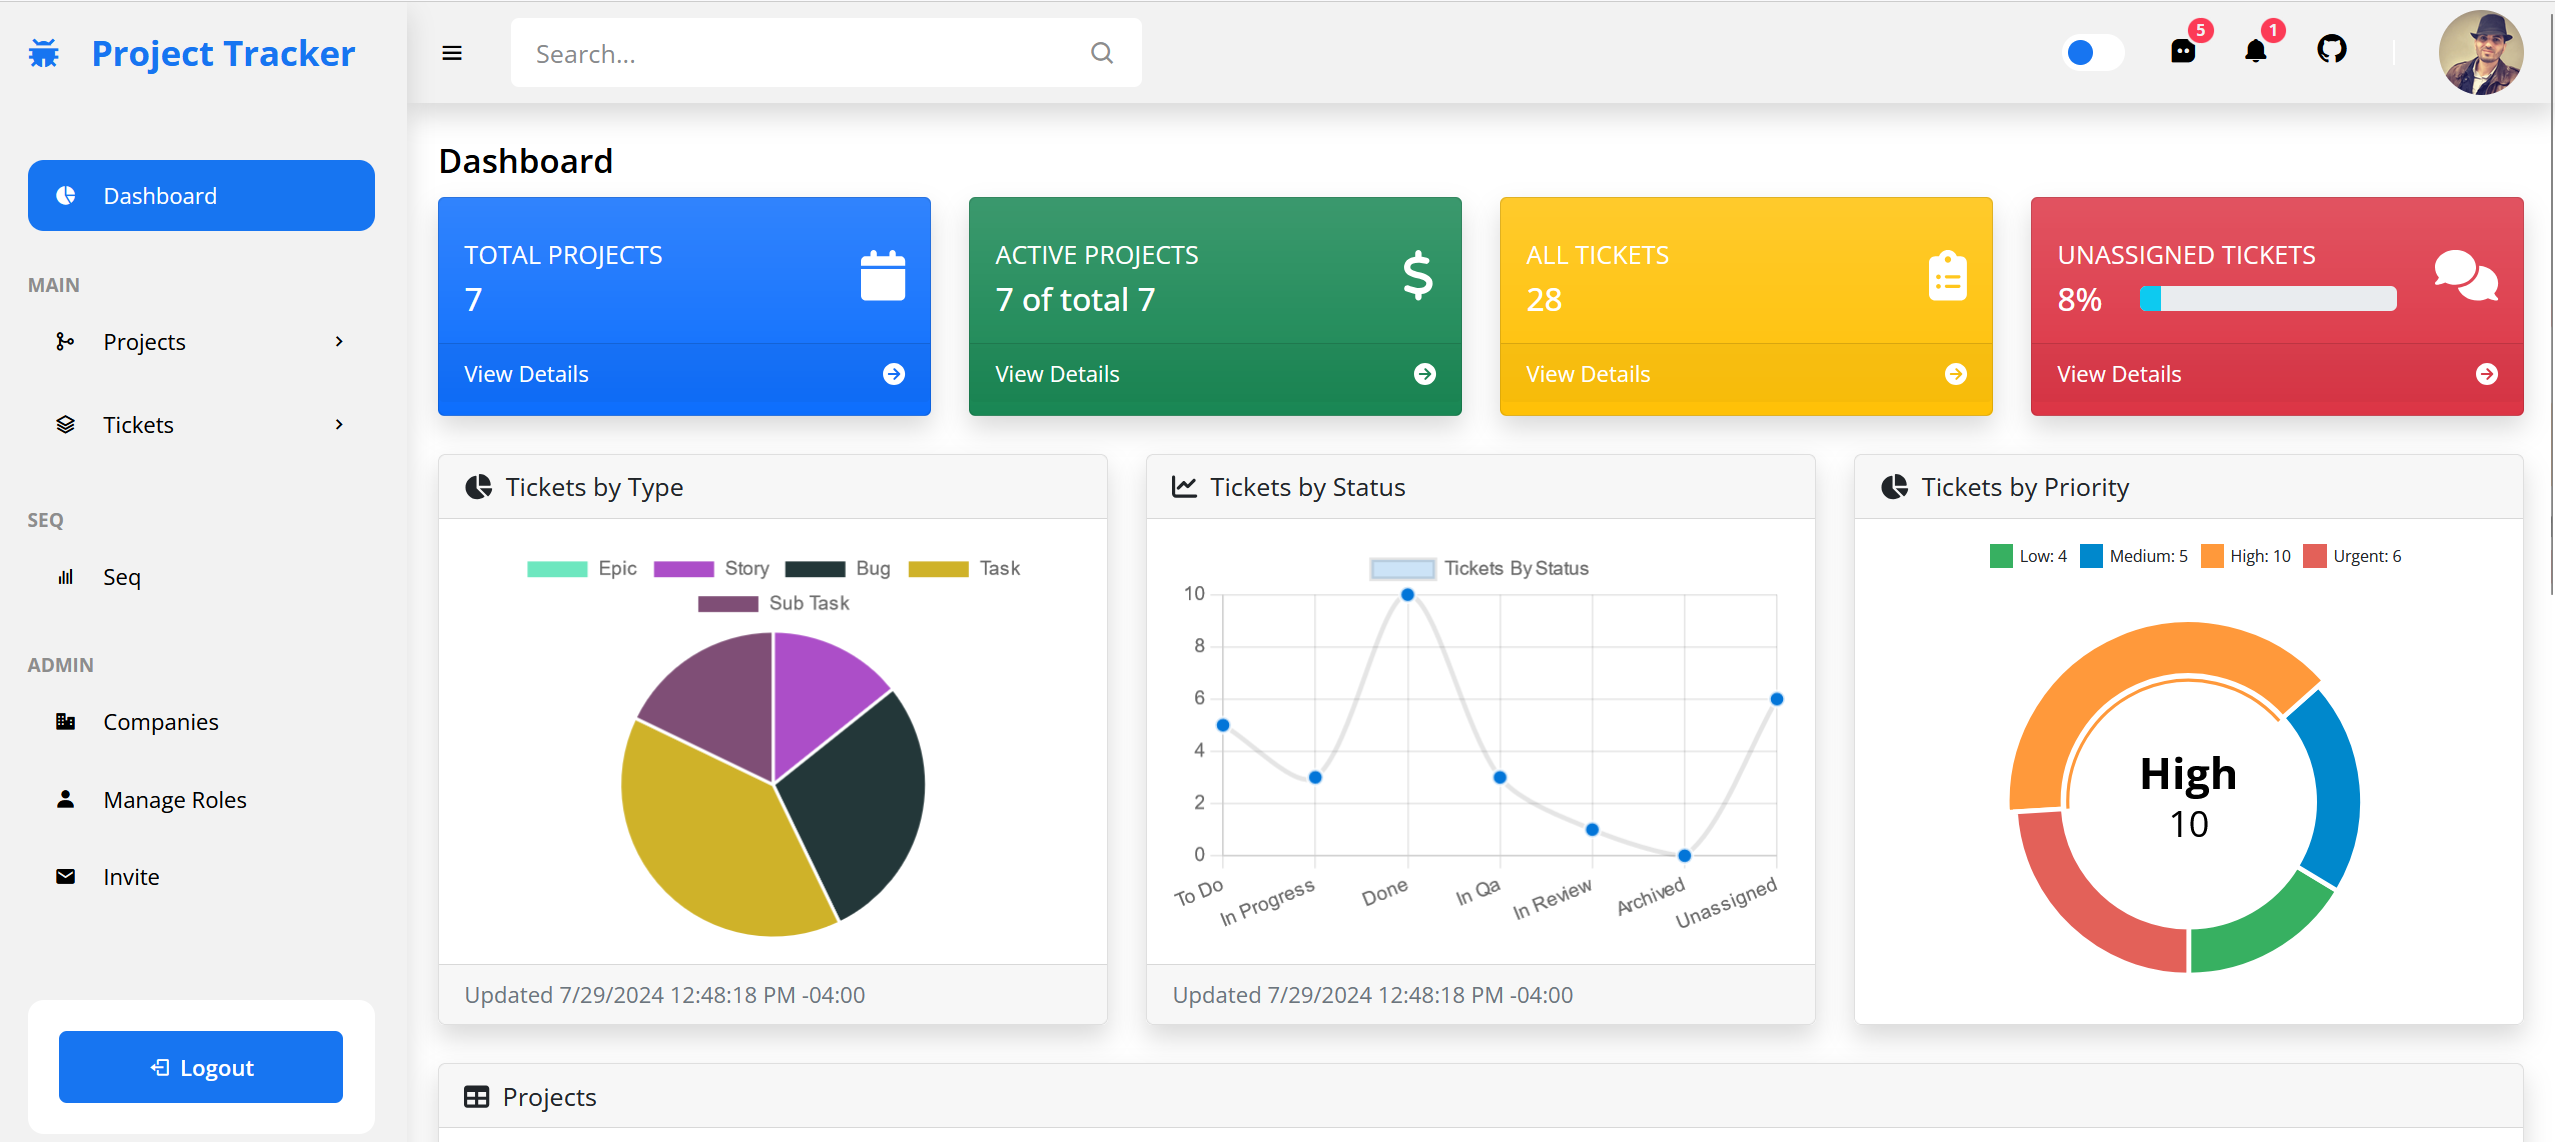 Project Tracker
Search...
5
1
Dashboard
MAIN
Projects
Tickets
SEQ
Seq
ADMIN
Companies
Manage Roles
Invite
Logout
Dashboard
TOTAL PROJECTS
7
View Details
ACTIVE PROJECTS
7 of total 7
View Details
ALL TICKETS
28
View Details
UNASSIGNED TICKETS
8%
View Details
Tickets by Type
Epic Story Bug Task
Sub Task
Updated 7/29/2024 12:48:18 PM -04:00
Tickets by Status
Tickets By Status
10
8
6
4
2
0
To Do
In Progress
Done
In Qa
In Review
Archived
Unassigned
Updated 7/29/2024 12:48:18 PM -04:00
Tickets by Priority
Low: 4 Medium: 5 High: 10 Urgent: 6
High
10
Projects